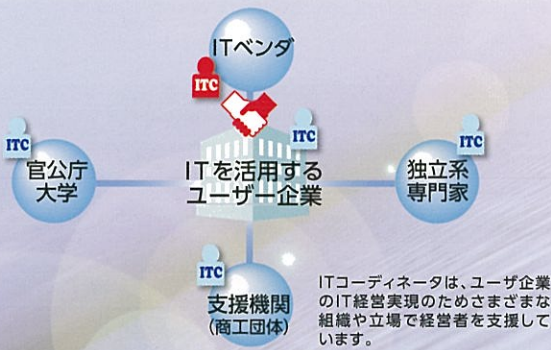 ITベンダ
ITC
ITC
ITC
官公庁
大学
ITを活用する
ユーザー企業
ITC
独立系
専門家
ITC
支援機関
(商工団体)
ITコーディネータは、ユーザ企業
のIT経営実現のためさまざまな
組織や立場で経営者を支援して
います。